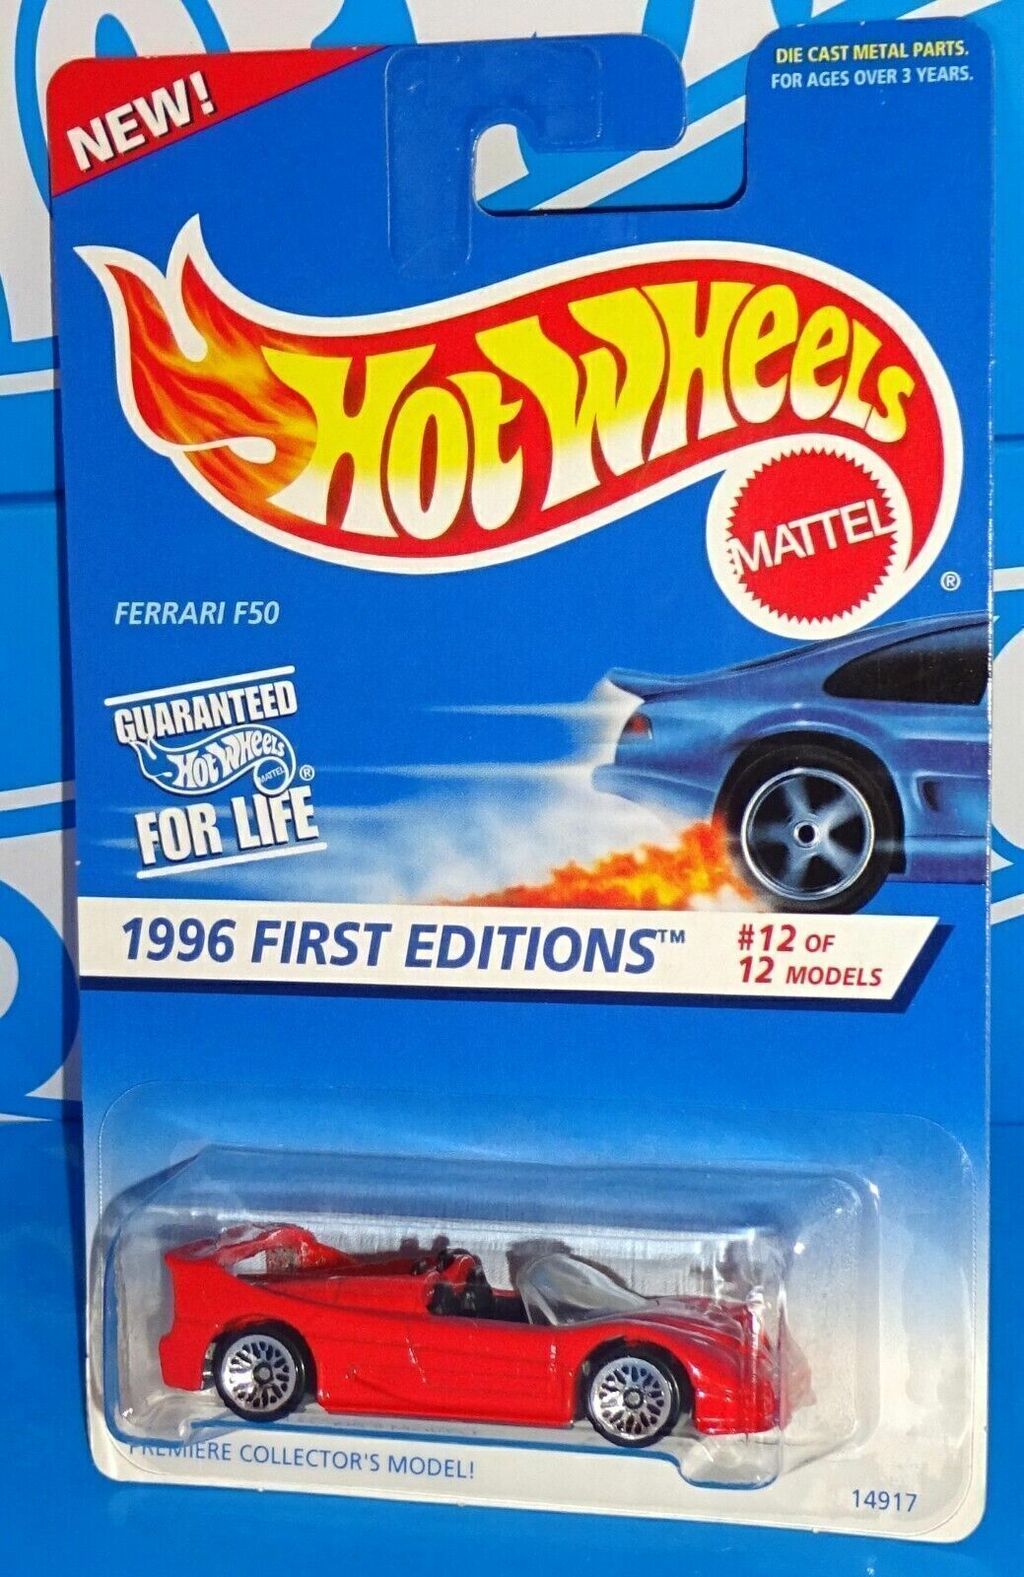 NEW!
DIE CAST METAL PARTS.
FOR AGES OVER 3 YEARS.
HOT WHEELS
MATTEL
®
FERRARI F50
GUARANTEED
HOT WHEELS
MATTEL
®
FOR LIFE
1996 FIRST EDITIONS™
#12 OF
12 MODELS
PREMIERE COLLECTOR'S MODEL!
14917